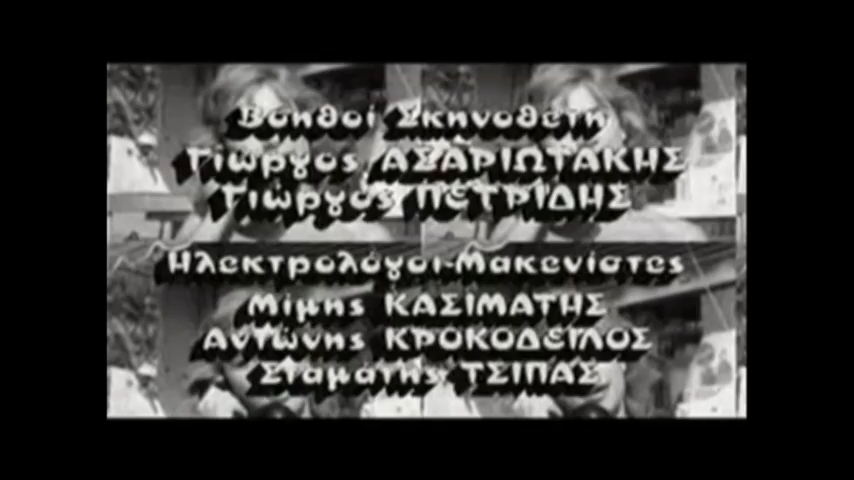 Βοηθοί Σκηνοθέτη
Γιώργος ΑΣΑΡΙΩΤΑΚΗΣ
Γιώργος ΠΕΤΡΙΔΗΣ
Ηλεκτρολόγοι-Μακενίστες
Μίμης ΚΑΣΙΜΑΤΗΣ
Αντώνης ΚΡΟΚΟΔΕΙΛΟΣ
Σταμάτης ΤΣΙΠΑΣ